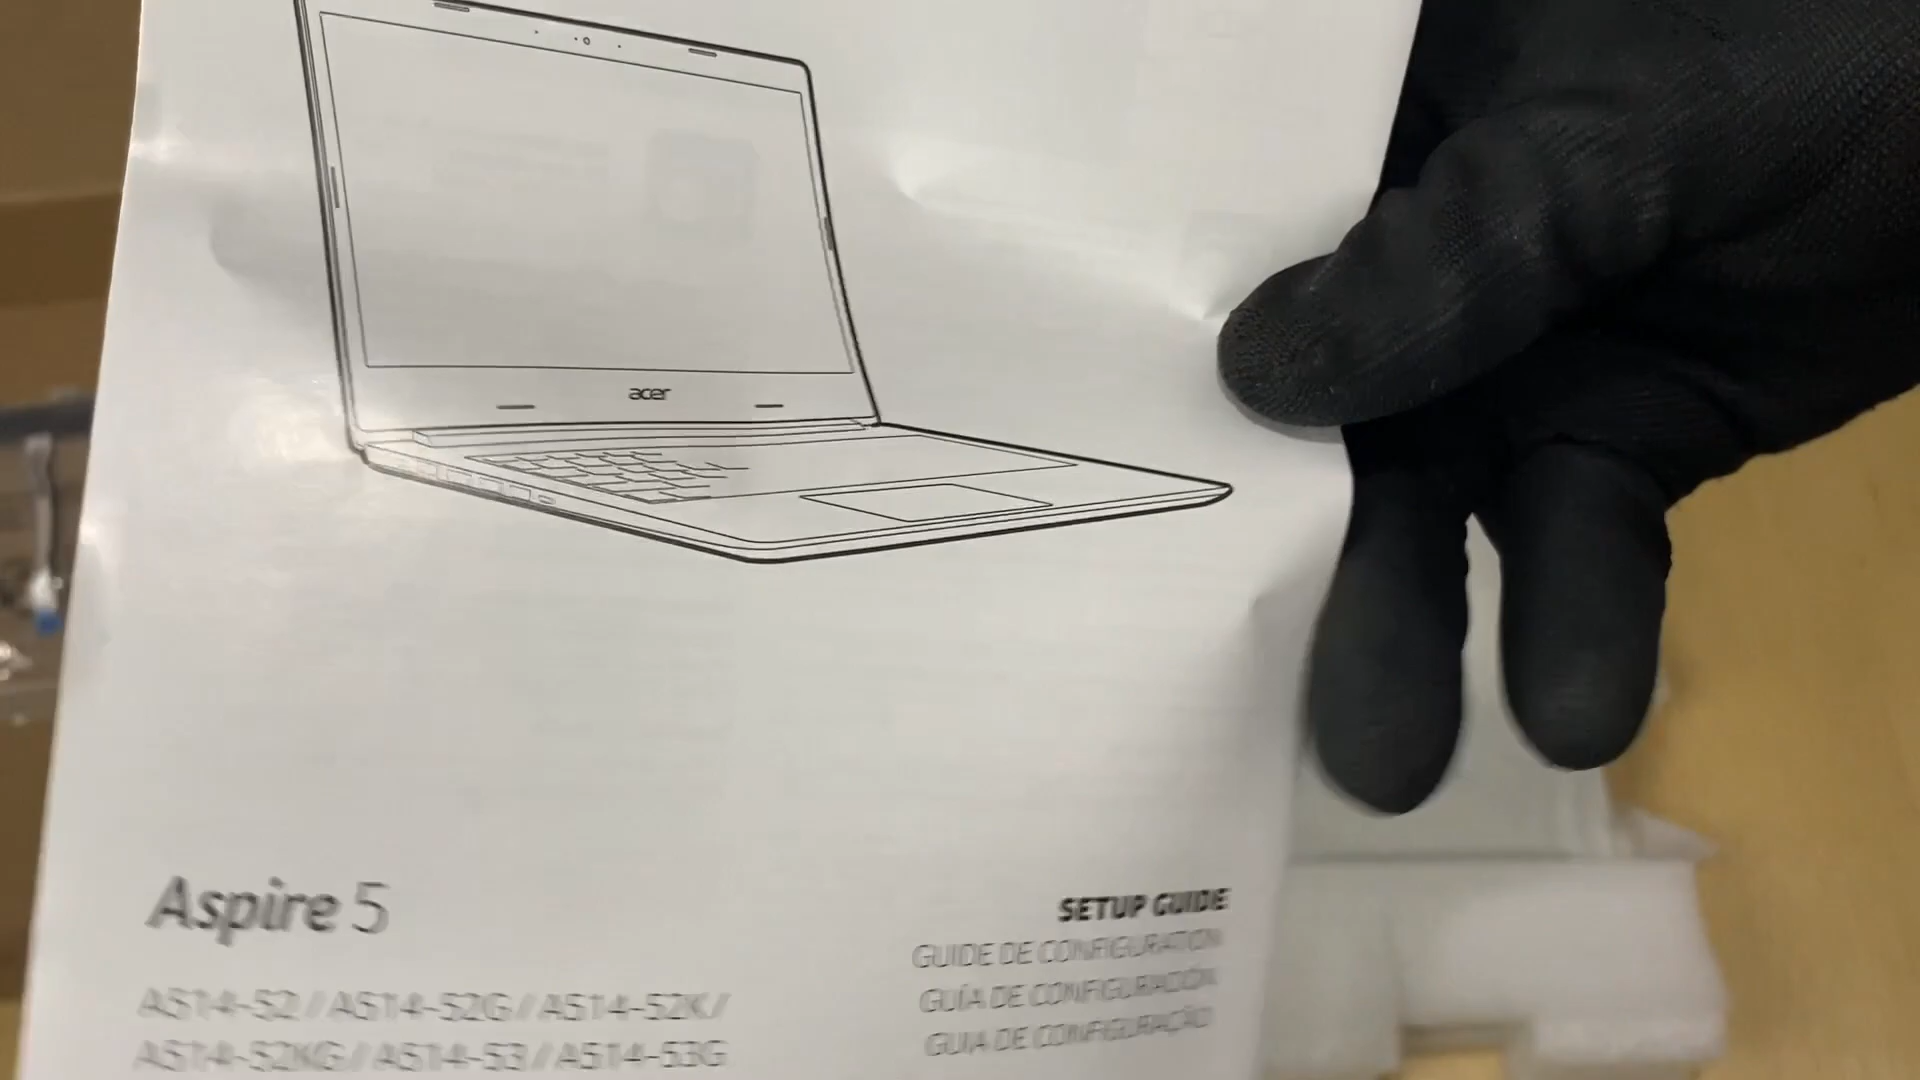 acer
Aspire 5
SETUP GUIDE
GUIDE DE CONFIGURATION
GUÍA DE CONFIGURACIÓN
GUIA DE CONFIGURAÇÃO
A514-52 / A514-52G / A514-52K /
A514-52KG / A514-53 / A514-53G